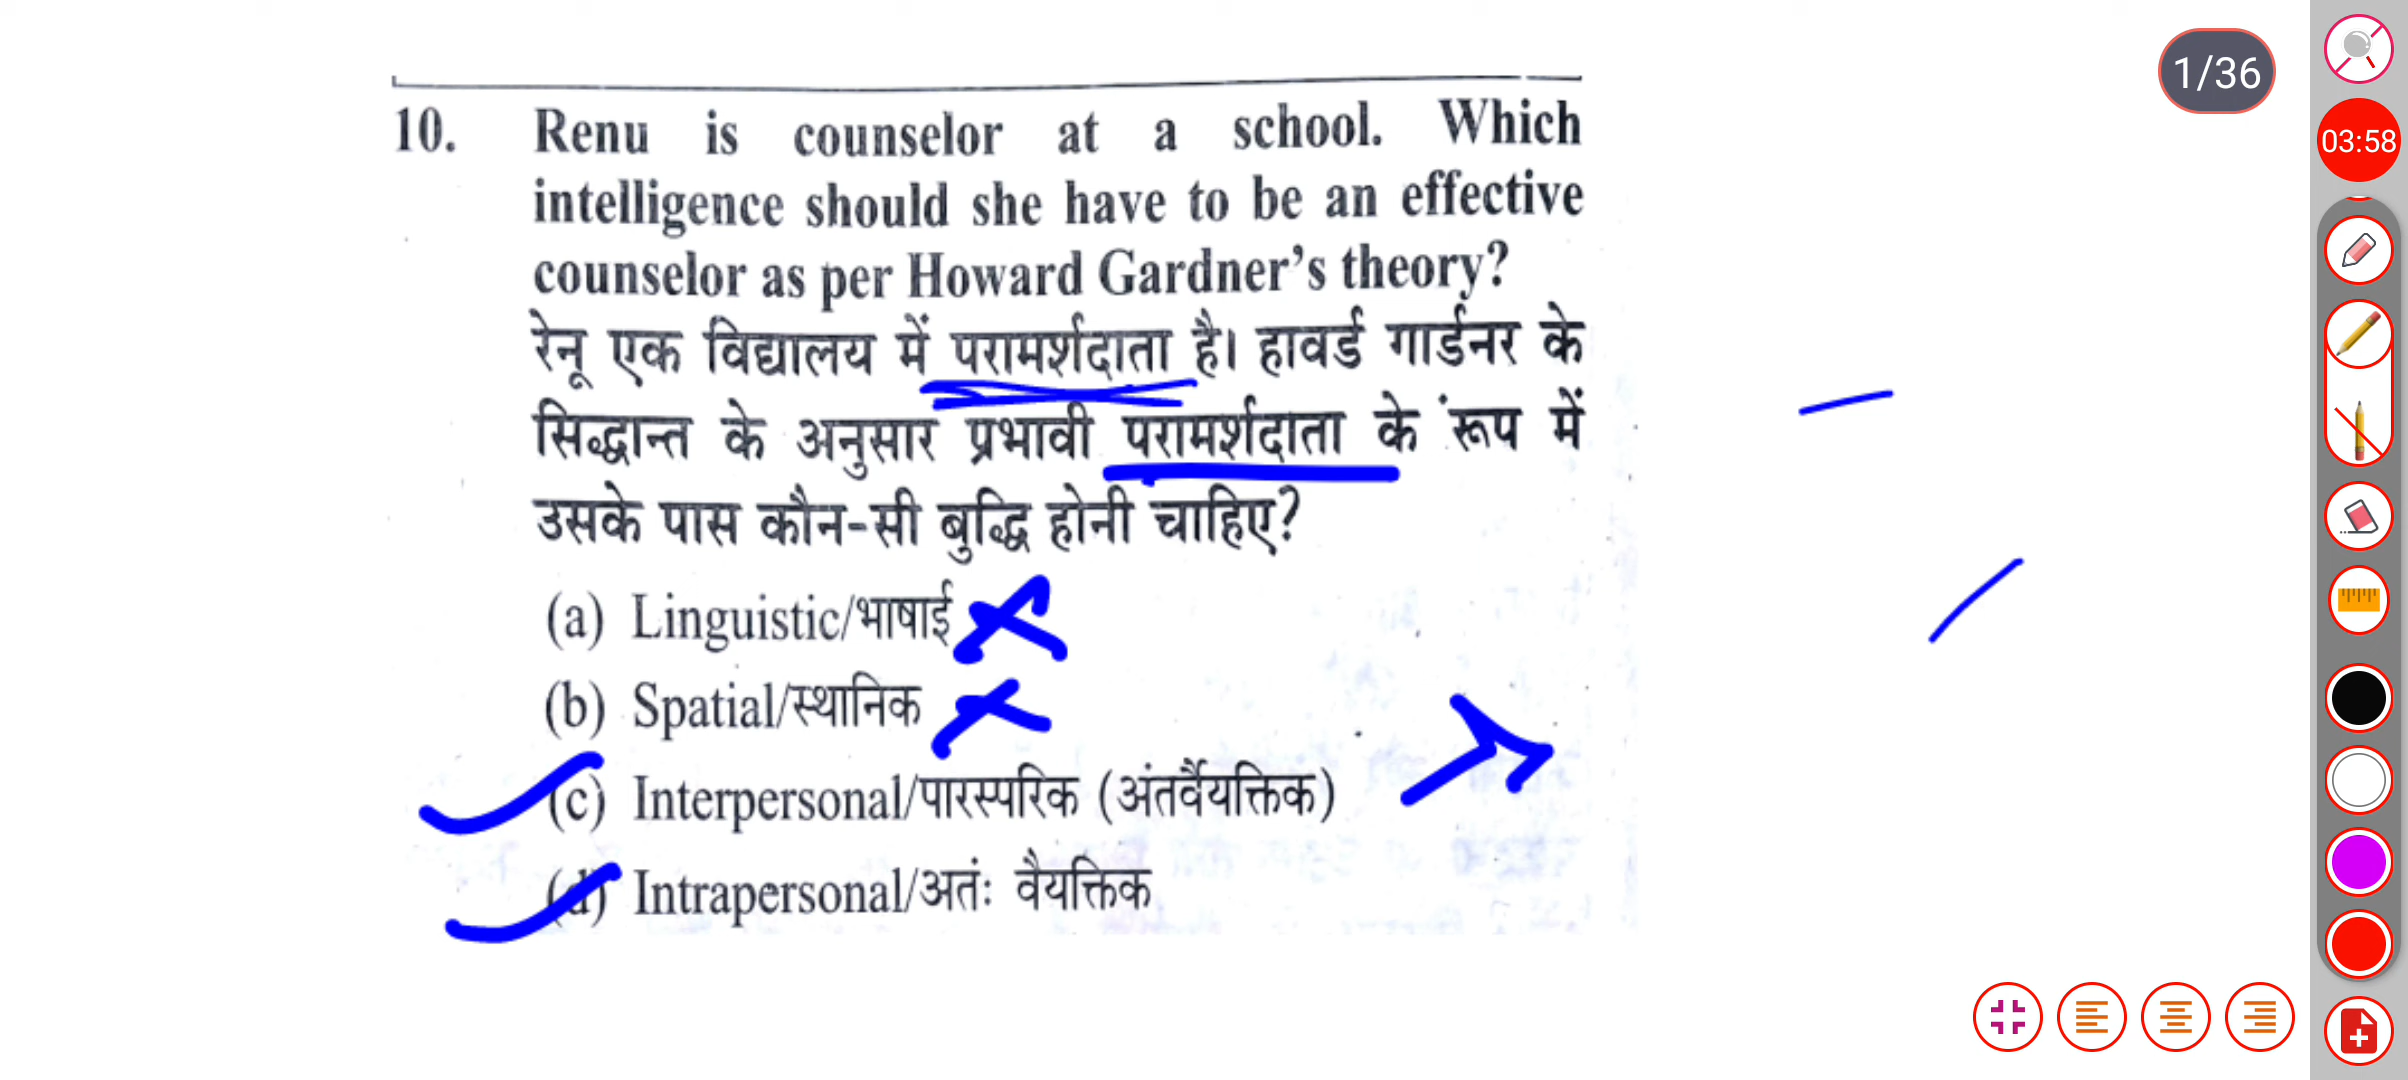 1/36
03:58
10. Renu is counselor at a school. Which
intelligence should she have to be an effective
counselor as per Howard Gardner's theory?
रेनू एक विद्यालय में परामर्शदाता है। हावर्ड गार्डनर के
सिद्धान्त के अनुसार प्रभावी परामर्शदाता के रूप में
उसके पास कौन-सी बुद्धि होनी चाहिए?
(a) Linguistic/भाषाई
(b) Spatial/स्थानिक
(c) Interpersonal/पारस्परिक (अंतर्वैयक्तिक)
(d) Intrapersonal/अतंः वैयक्तिक